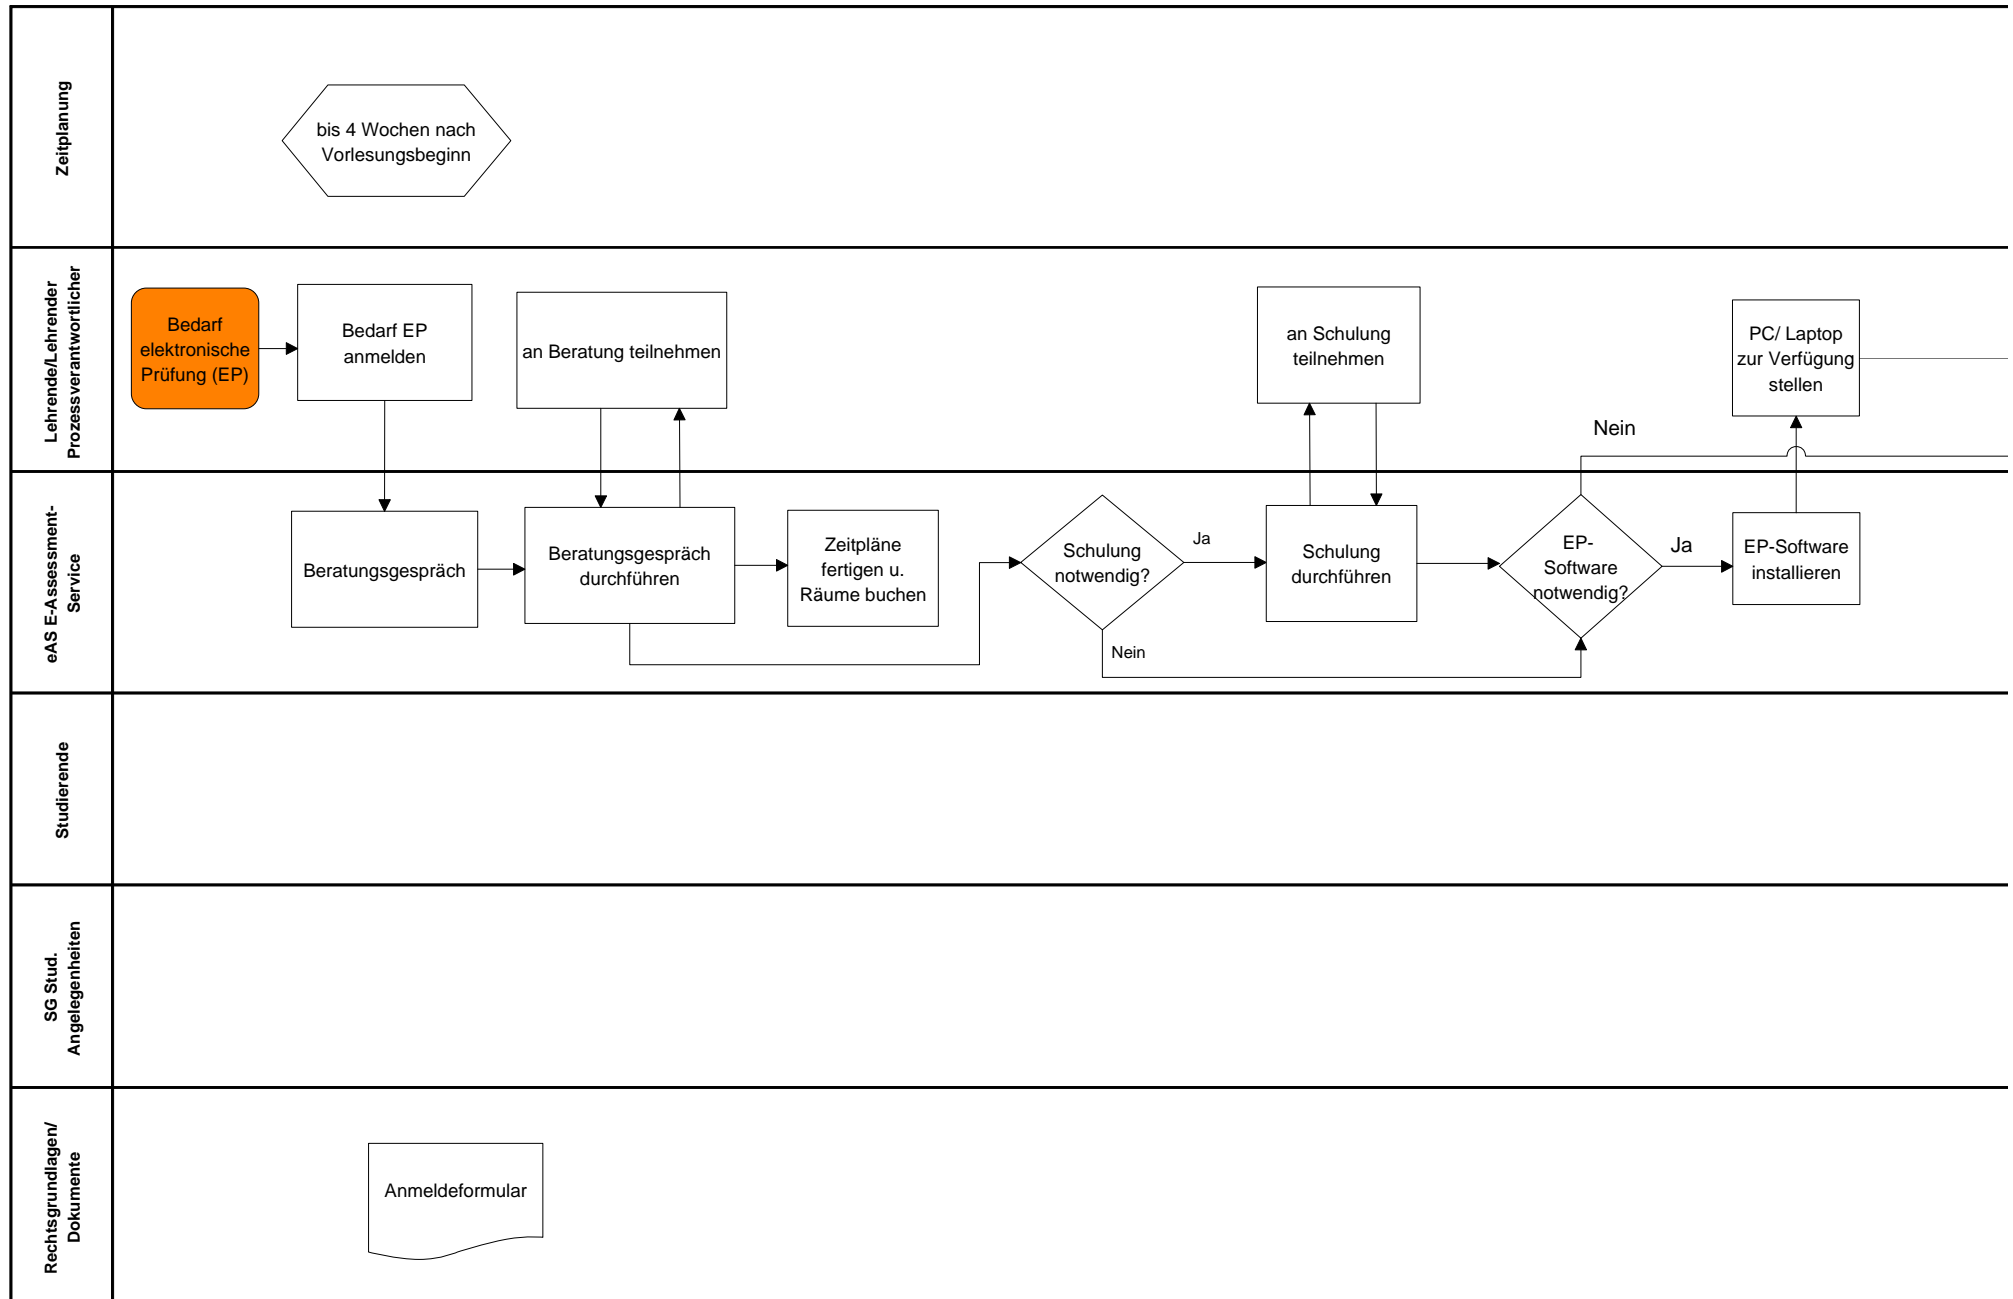 Zeitplanung
bis 4 Wochen nach
Vorlesungsbeginn
Lehrende/Lehrender
Prozessverantwortlicher
Bedarf
elektronische
Prüfung (EP)
Bedarf EP
anmelden
an Beratung teilnehmen
an Schulung
teilnehmen
PC/ Laptop
zur Verfügung
stellen
Nein
eAS E-Assessment-
Service
Beratungsgespräch
Beratungsgespräch
durchführen
Zeitpläne
fertigen u.
Räume buchen
Schulung
notwendig?
Ja
Nein
Schulung
durchführen
EP-
Software
notwendig?
Ja
EP-Software
installieren
Studierende
SG Stud.
Angelegenheiten
Rechtsgrundlagen/
Dokumente
Anmeldeformular